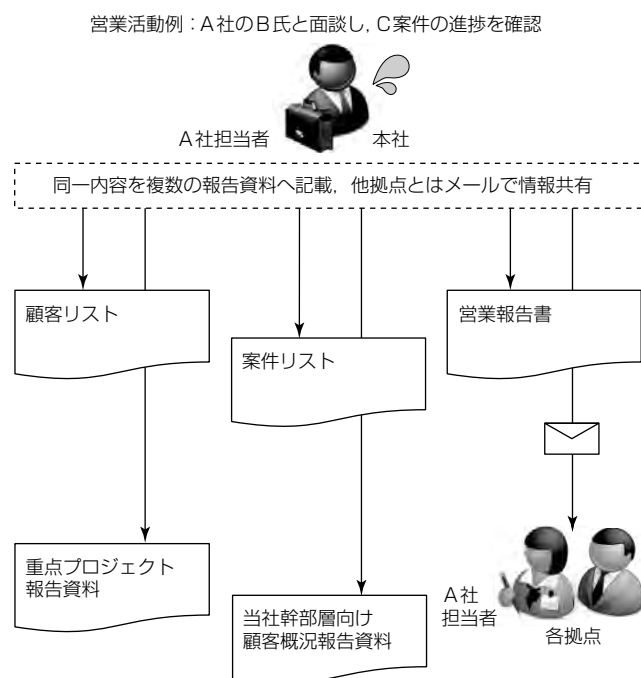 営業活動例：A社のB氏と面談し，C案件の進捗を確認
A社担当者
本社
同一内容を複数の報告資料へ記載，他拠点とはメールで情報共有
顧客リスト
案件リスト
営業報告書
重点プロジェクト
報告資料
当社幹部層向け
顧客概況報告資料
A社
担当者
各拠点